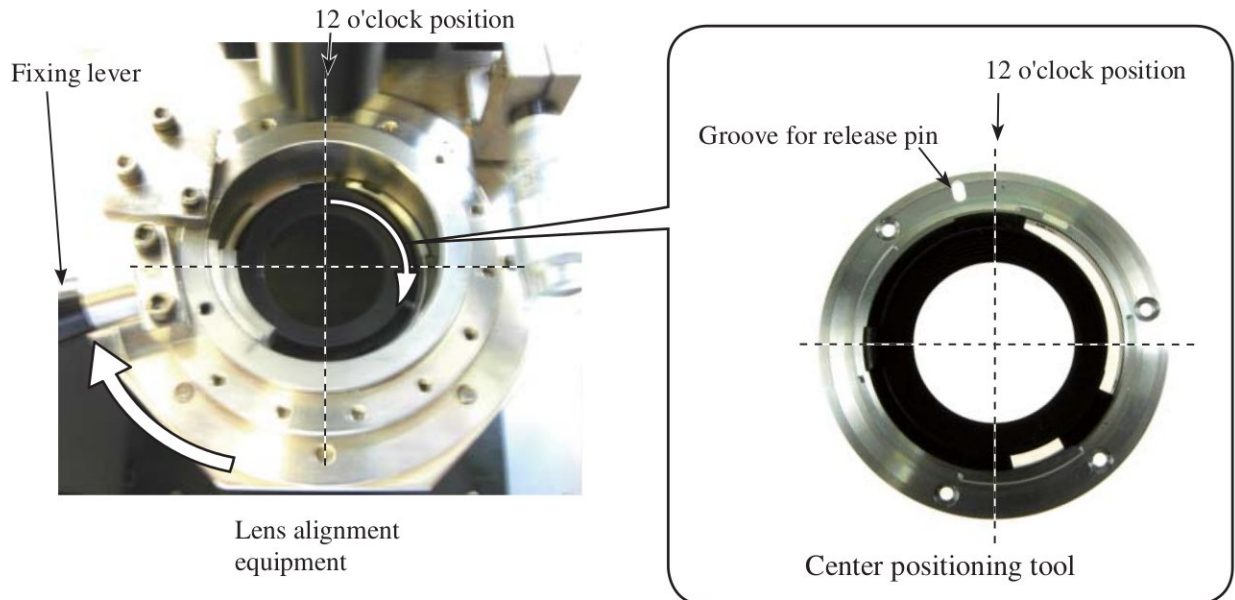 12 o'clock position
Fixing lever
12 o'clock position
Groove for release pin
Lens alignment
equipment
Center positioning tool